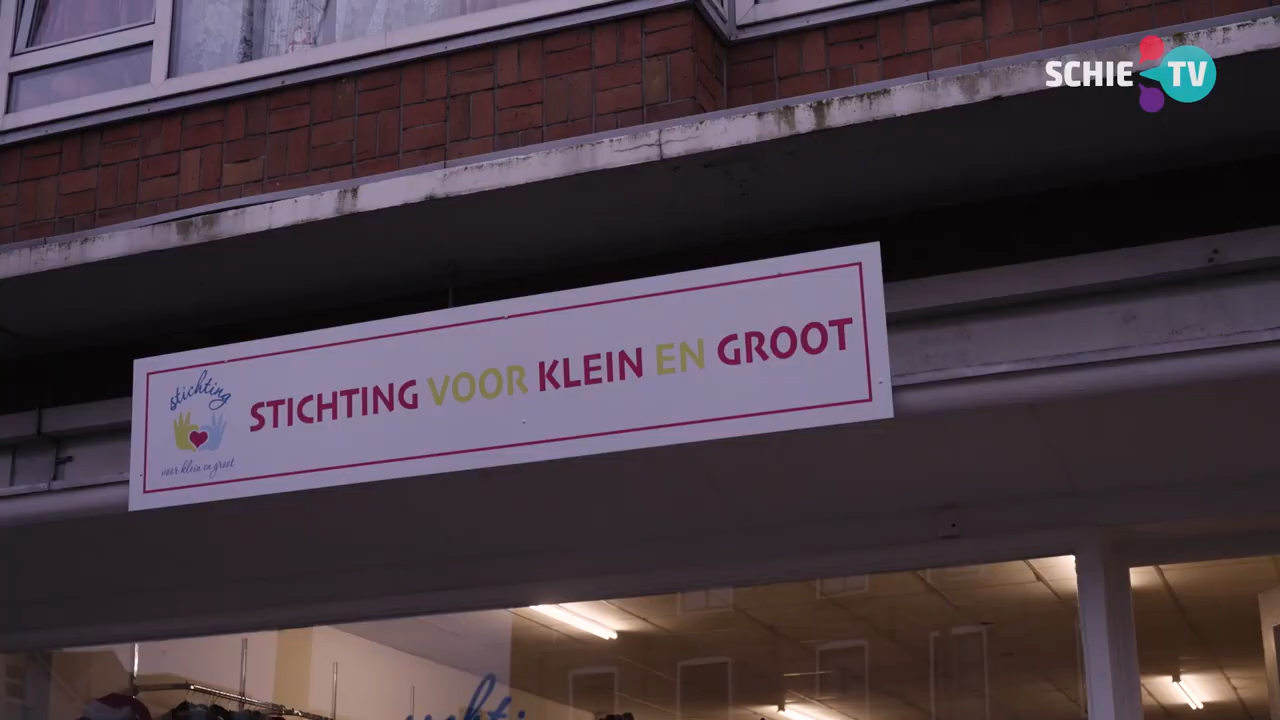 SCHIE TV
STICHTING VOOR KLEIN EN GROOT
stichting
voor klein en groot